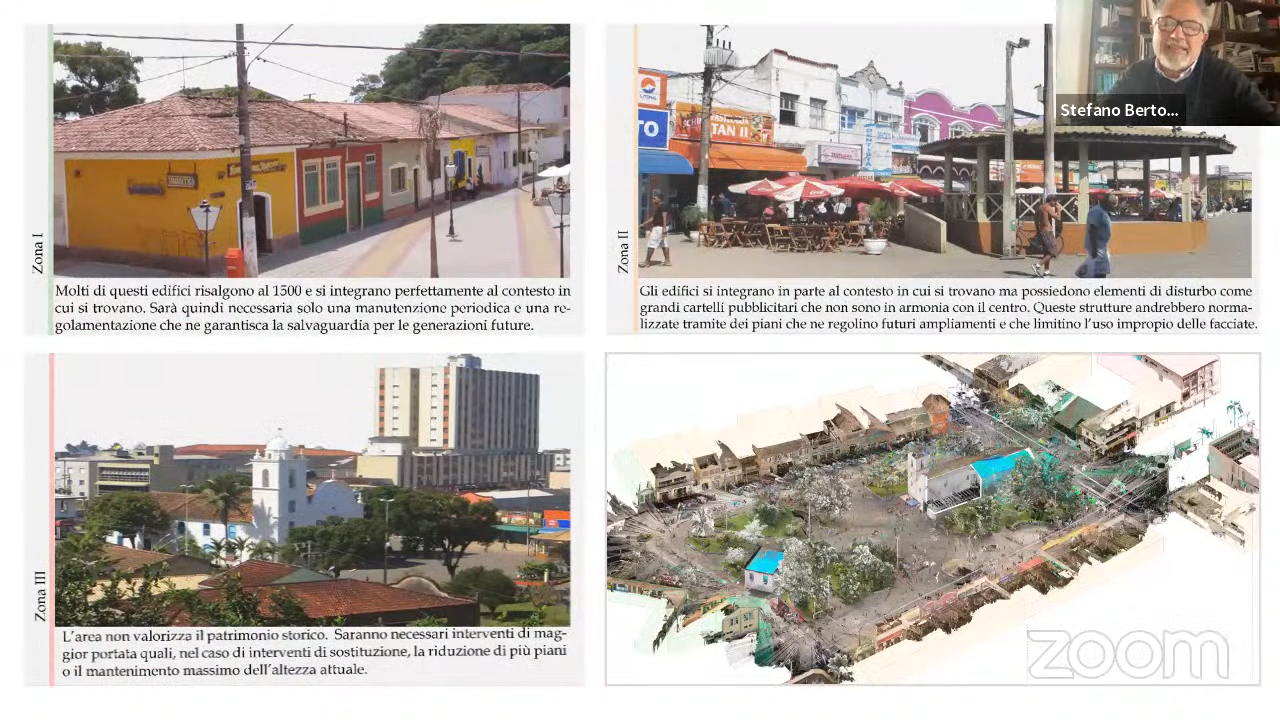 Stefano Berto...
Zona I
Molti di questi edifici risalgono al 1500 e si integrano perfettamente al contesto in
cui si trovano. Sarà quindi necessaria solo una manutenzione periodica e una re-
golamentazione che ne garantisca la salvaguardia per le generazioni future.
Zona II
TAN II
Gli edifici si integrano in parte al contesto in cui si trovano ma possiedono elementi di disturbo come
grandi cartelli pubblicitari che non sono in armonia con il centro. Queste strutture andrebbero norma-
lizzate tramite dei piani che ne regolino futuri ampliamenti e che limitino l'uso improprio delle facciate.
Zona III
L'area non valorizza il patrimonio storico. Saranno necessari interventi di mag-
gior portata quali, nel caso di interventi di sostituzione, la riduzione di più piani
o il mantenimento massimo dell'altezza attuale.
zoom